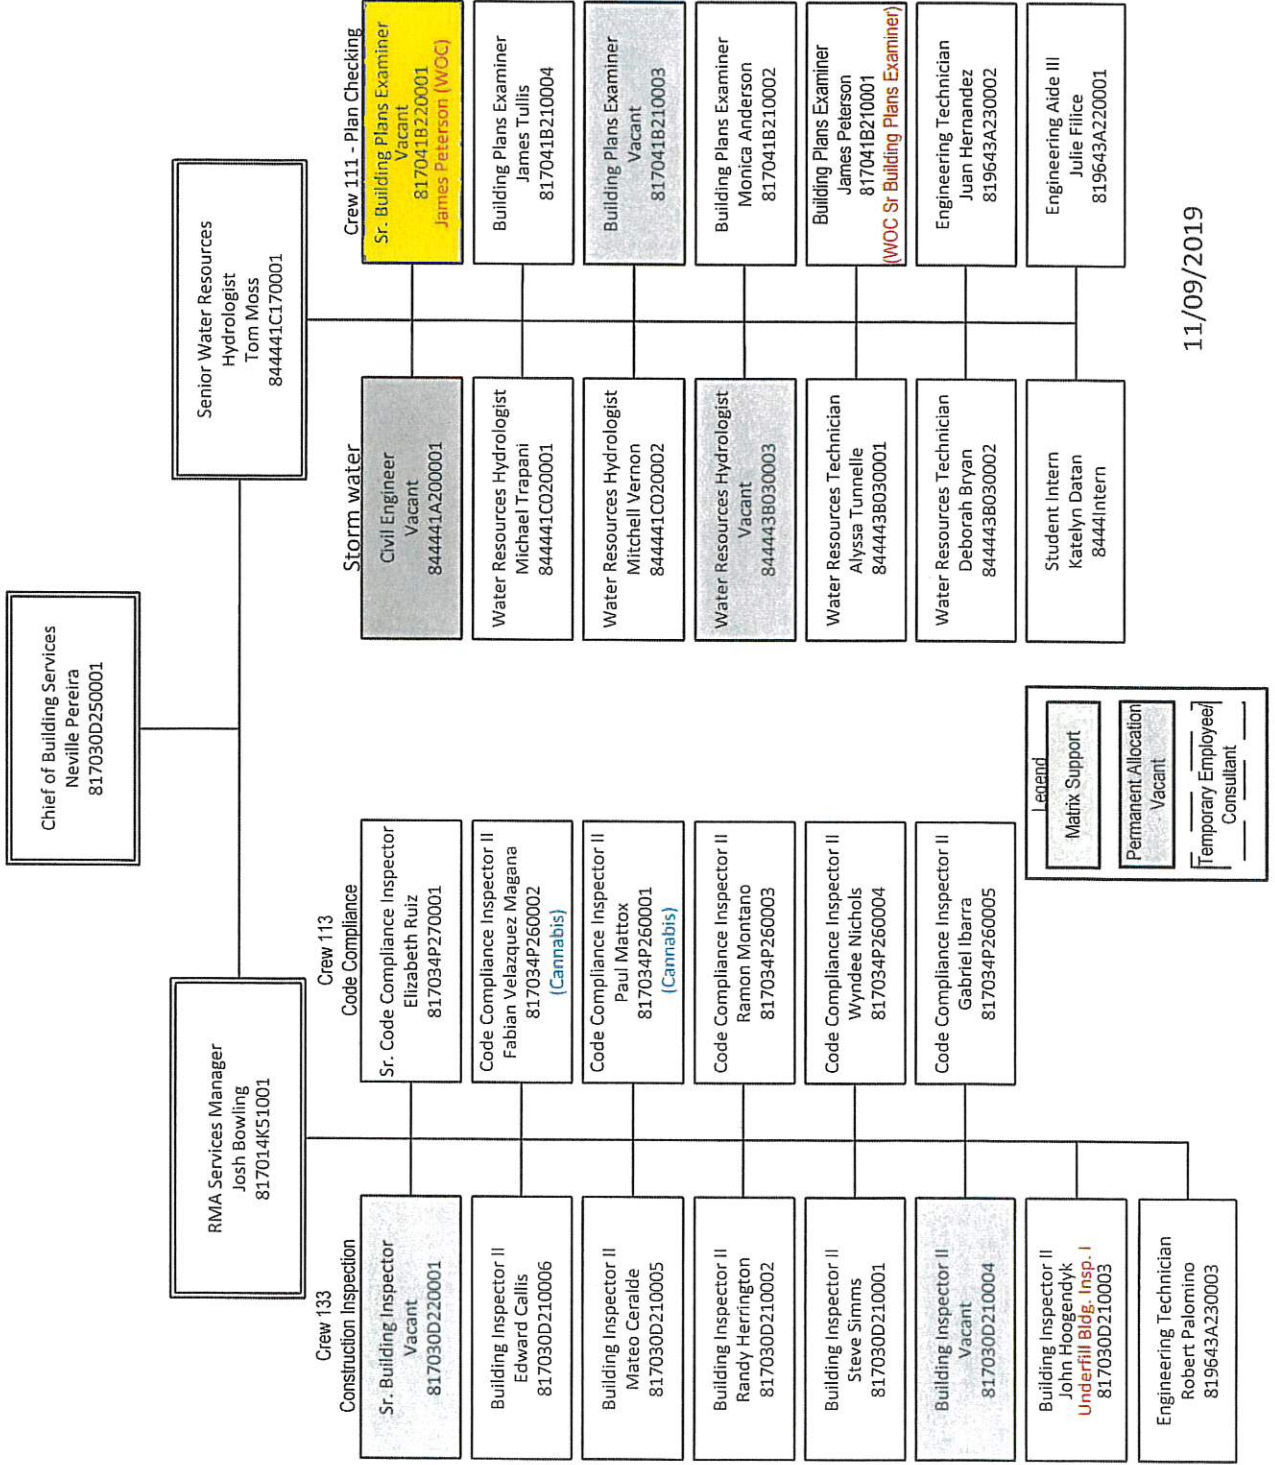 Chief of Building Services
Neville Pereira
817030D250001
RMA Services Manager
Josh Bowling
817014K51001
Senior Water Resources
Hydrologist
Tom Moss
844441C170001
Crew 133
Construction Inspection
Sr. Building Inspector
Vacant
817030D220001
Building Inspector II
Edward Callis
817030D210006
Building Inspector II
Mateo Ceralde
817030D210005
Building Inspector II
Randy Herrington
817030D210002
Building Inspector II
Steve Simms
817030D210001
Building Inspector II
Vacant
817030D210004
Building Inspector II
John Hoogendyk
Underfill Bldg. Insp. I
817030D210003
Engineering Technician
Robert Palomino
819643A230003
Crew 113
Code Compliance
Sr. Code Compliance Inspector
Elizabeth Ruiz
817034P270001
Code Compliance Inspector II
Fabian Velazquez Magana
817034P260002
(Cannabis)
Code Compliance Inspector II
Paul Mattox
817034P260001
(Cannabis)
Code Compliance Inspector II
Ramon Montano
817034P260003
Code Compliance Inspector II
Wyndee Nichols
817034P260004
Code Compliance Inspector II
Gabriel Ibarra
817034P260005
Storm water
Civil Engineer
Vacant
844441A200001
Water Resources Hydrologist
Michael Trapani
844441C020001
Water Resources Hydrologist
Mitchell Vernon
844441C020002
Water Resources Hydrologist
Vacant
844443B030003
Water Resources Technician
Alyssa Tunnelle
844443B030001
Water Resources Technician
Deborah Bryan
844443B030002
Student Intern
Katelyn Datan
8444Intern
Crew 111 - Plan Checking
Sr. Building Plans Examiner
Vacant
817041B220001
James Peterson (WOC)
Building Plans Examiner
James Tullis
817041B210004
Building Plans Examiner
Vacant
817041B210003
Building Plans Examiner
Monica Anderson
817041B210002
Building Plans Examiner
James Peterson
817041B210001
(WOC Sr Building Plans Examiner)
Engineering Technician
Juan Hernandez
819643A230002
Engineering Aide III
Julie Filice
819643A220001
Legend
Matrix Support
Permanent Allocation
Vacant
Temporary Employee/
Consultant
11/09/2019